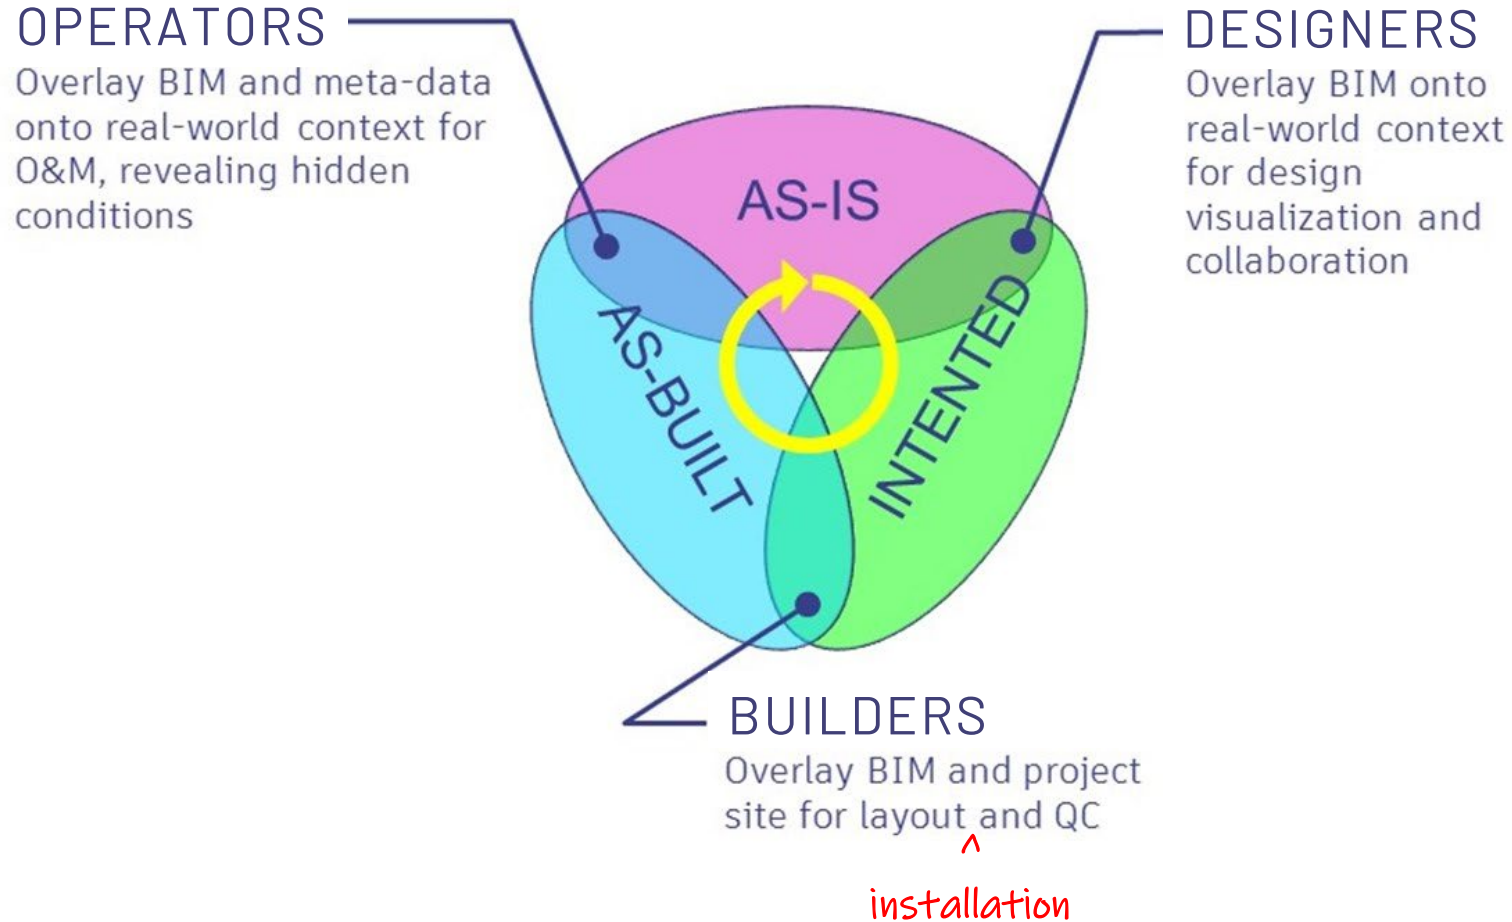 OPERATORS
Overlay BIM and meta-data
onto real-world context for
O&M, revealing hidden
conditions
DESIGNERS
Overlay BIM onto
real-world context
for design
visualization and
collaboration
AS-IS
AS-BUILT
INTENTED
BUILDERS
Overlay BIM and project
site for layout and QC
^
installation